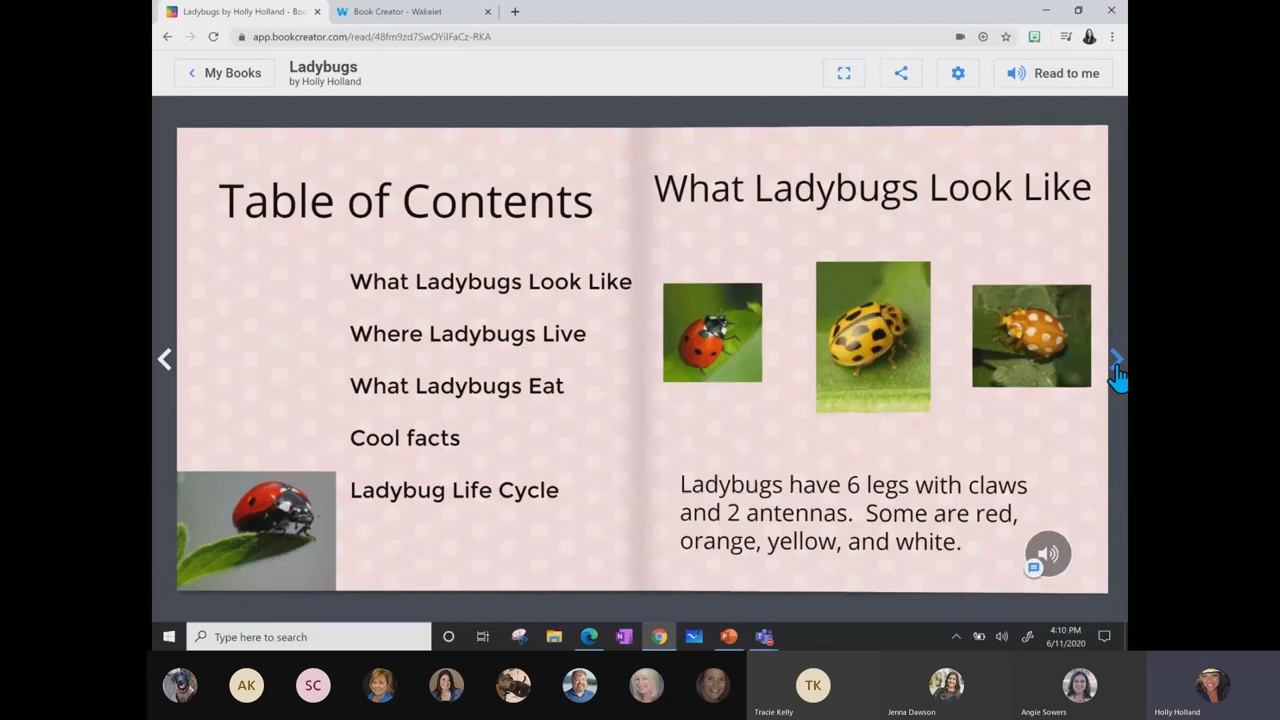 Ladybugs by Holly Holland - Boo
Book Creator - Wakelet
app.bookcreator.com/read/48fm9zd7SwOYiIFaCz-RKA
My Books
Ladybugs
by Holly Holland
Read to me
Table of Contents
What Ladybugs Look Like
Where Ladybugs Live
What Ladybugs Eat
Cool facts
Ladybug Life Cycle
What Ladybugs Look Like
Ladybugs have 6 legs with claws
and 2 antennas. Some are red,
orange, yellow, and white.
Type here to search
4:10 PM
6/11/2020
AK
SC
TK
Tracie Kelly
Jenna Dawson
Angie Sowers
Holly Holland